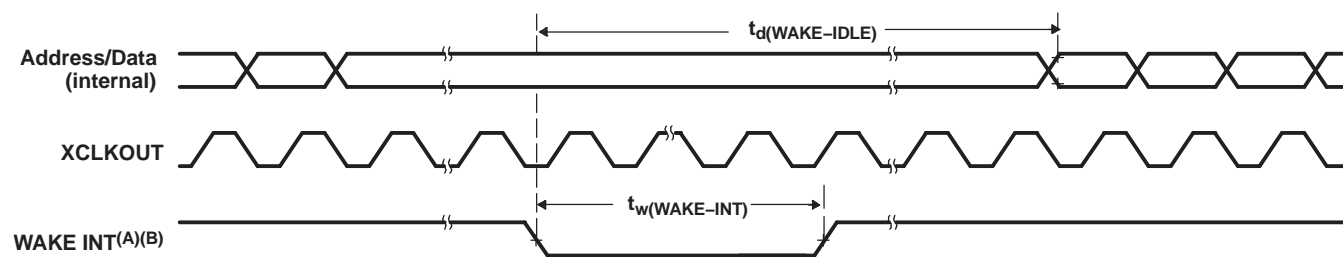 td(WAKE–IDLE)
Address/Data
(internal)
XCLKOUT
tw(WAKE–INT)
WAKE INT(A)(B)